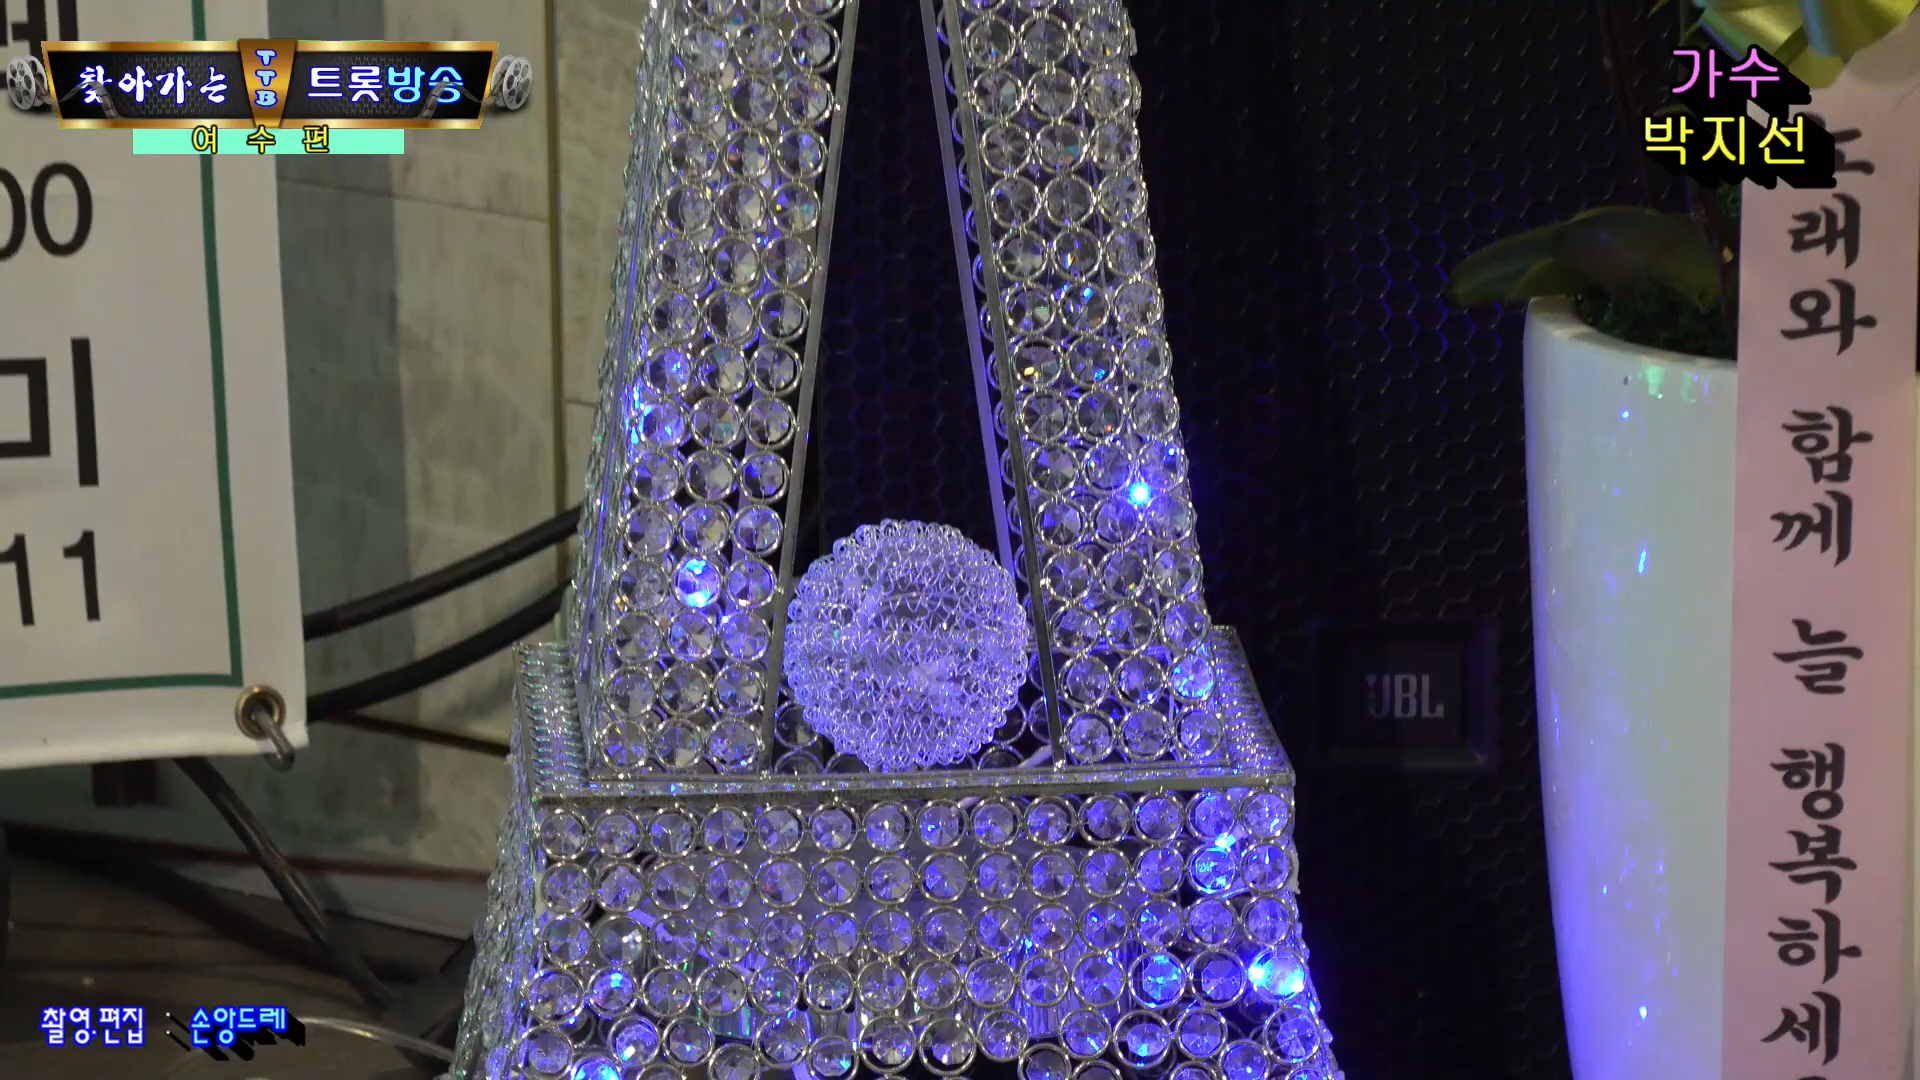 찾아가는 TTB 트롯방송
여수편
가수
박지선
노래와 함께 늘 행복하세
00
미
11
JBL
촬영.편집 : 손앙드레